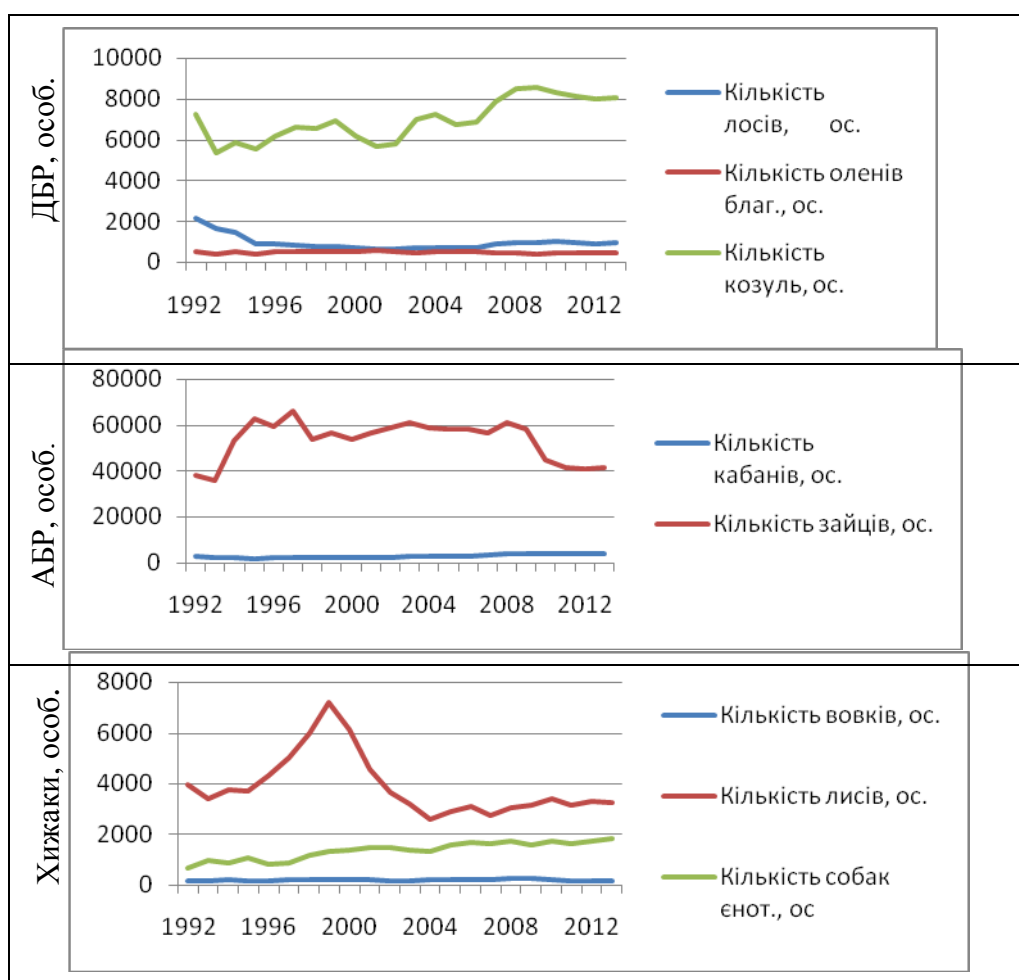 ДБР, особ.
10000
8000
6000
4000
2000
0
1992 1996 2000 2004 2008 2012
Кількість
лосів, ос.
Кількість оленів
благ., ос.
Кількість
козуль, ос.
АБР, особ.
80000
60000
40000
20000
0
1992 1996 2000 2004 2008 2012
Кількість
кабанів, ос.
Кількість зайців, ос.
Хижаки, особ.
8000
6000
4000
2000
0
1992 1996 2000 2004 2008 2012
Кількість вовків, ос.
Кількість лисів, ос.
Кількість собак
єнот., ос